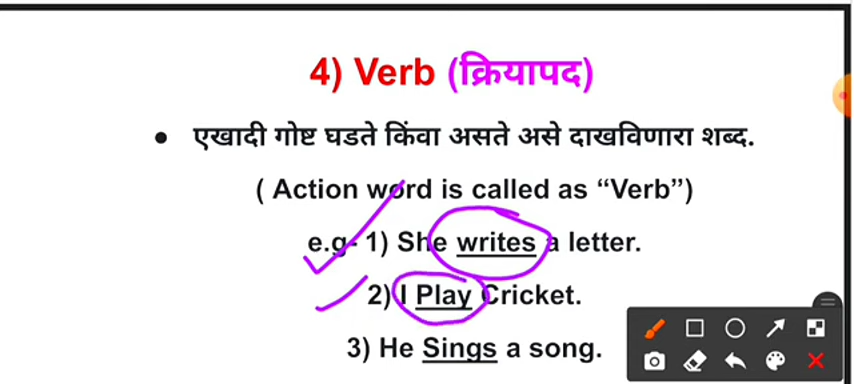 4) Verb (क्रियापद)
● एखादी गोष्ट घडते किंवा असते असे दाखविणारा शब्द.
( Action word is called as “Verb”)
e.g- 1) She writes a letter.
2) I Play Cricket.
3) He Sings a song.